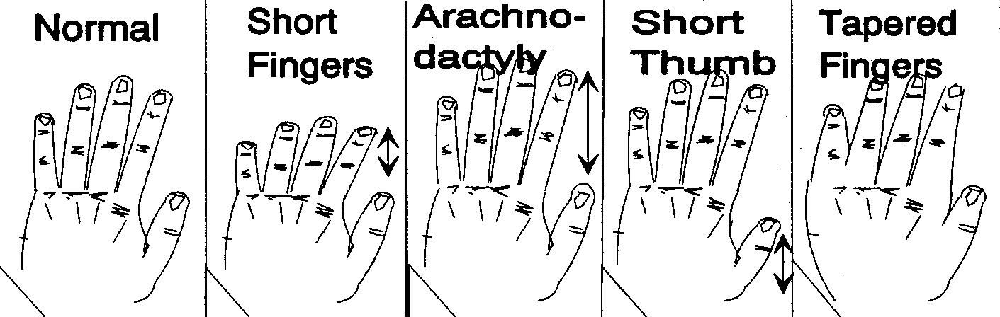 Normal
Short
Fingers
Arachno-
dactyly
Short
Thumb
Tapered
Fingers